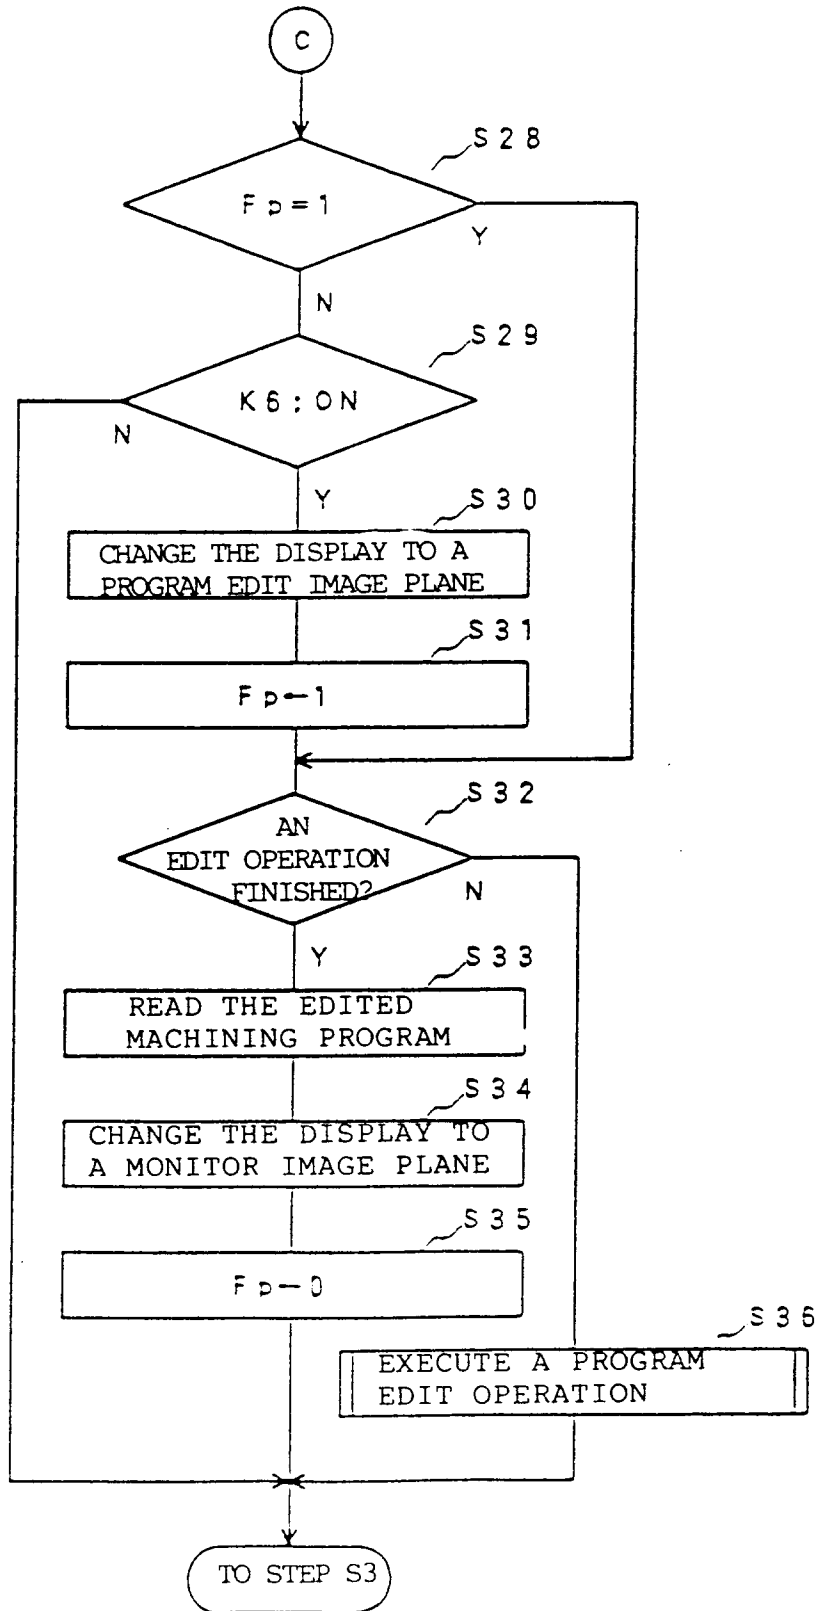 C
S28
Fp=1
Y
N
S29
K6:ON
N
Y
S30
CHANGE THE DISPLAY TO A
PROGRAM EDIT IMAGE PLANE
S31
Fp←1
S32
AN
EDIT OPERATION
FINISHED?
N
Y
S33
READ THE EDITED
MACHINING PROGRAM
S34
CHANGE THE DISPLAY TO
A MONITOR IMAGE PLANE
S35
Fp←0
S36
EXECUTE A PROGRAM
EDIT OPERATION
TO STEP S3